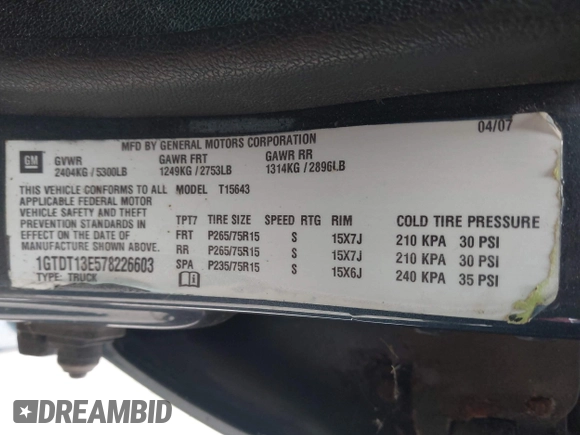 04/07
MFD BY GENERAL MOTORS CORPORATION
GM
GVWR GAWR FRT GAWR RR
2404KG / 5300LB 1249KG / 2753LB 1314KG / 2896LB
THIS VEHICLE CONFORMS TO ALL MODEL T15643
APPLICABLE FEDERAL MOTOR
VEHICLE SAFETY AND THEFT
PREVENTION STANDARDS IN
EFFECT ON THE DATE OF
MANUFACTURE SHOWN ABOVE.
1GTDT13E578226603
TYPE: TRUCK
TPT7 TIRE SIZE SPEED RTG RIM COLD TIRE PRESSURE
FRT P265/75R15 S 15X7J 210 KPA 30 PSI
RR P265/75R15 S 15X7J 210 KPA 30 PSI
SPA P235/75R15 S 15X6J 240 KPA 35 PSI
DREAMBID